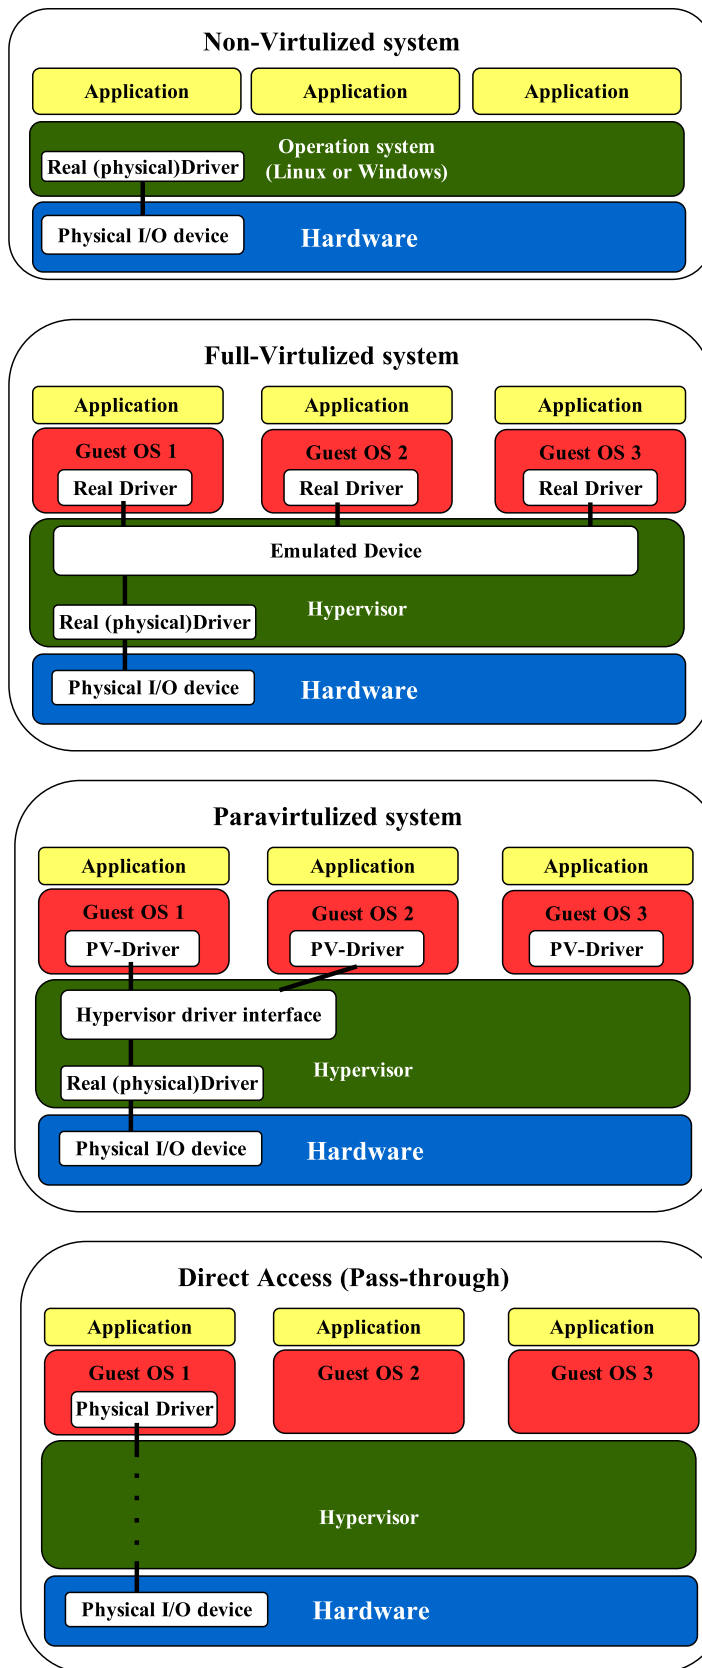 Non-Virtulized system
Application
Application
Application
Operation system
(Linux or Windows)
Real (physical)Driver
Physical I/O device
Hardware
Full-Virtulized system
Application
Application
Application
Guest OS 1
Guest OS 2
Guest OS 3
Real Driver
Real Driver
Real Driver
Emulated Device
Hypervisor
Real (physical)Driver
Physical I/O device
Hardware
Paravirtulized system
Application
Application
Application
Guest OS 1
Guest OS 2
Guest OS 3
PV-Driver
PV-Driver
PV-Driver
Hypervisor driver interface
Hypervisor
Real (physical)Driver
Physical I/O device
Hardware
Direct Access (Pass-through)
Application
Application
Application
Guest OS 1
Guest OS 2
Guest OS 3
Physical Driver
Hypervisor
Physical I/O device
Hardware